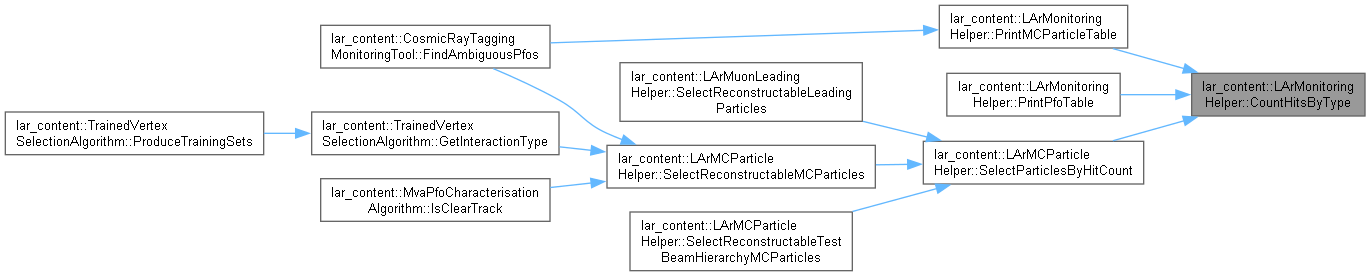 lar_content::CosmicRayTagging
MonitoringTool::FindAmbiguousPfos
lar_content::LArMonitoring
Helper::PrintMCParticleTable
lar_content::LArMuonLeading
Helper::SelectReconstructableLeading
Particles
lar_content::LArMonitoring
Helper::PrintPfoTable
lar_content::LArMonitoring
Helper::CountHitsByType
lar_content::TrainedVertex
SelectionAlgorithm::ProduceTrainingSets
lar_content::TrainedVertex
SelectionAlgorithm::GetInteractionType
lar_content::LArMCParticle
Helper::SelectReconstructableMCParticles
lar_content::LArMCParticle
Helper::SelectParticlesByHitCount
lar_content::MvaPfoCharacterisation
Algorithm::IsClearTrack
lar_content::LArMCParticle
Helper::SelectReconstructableTest
BeamHierarchyMCParticles